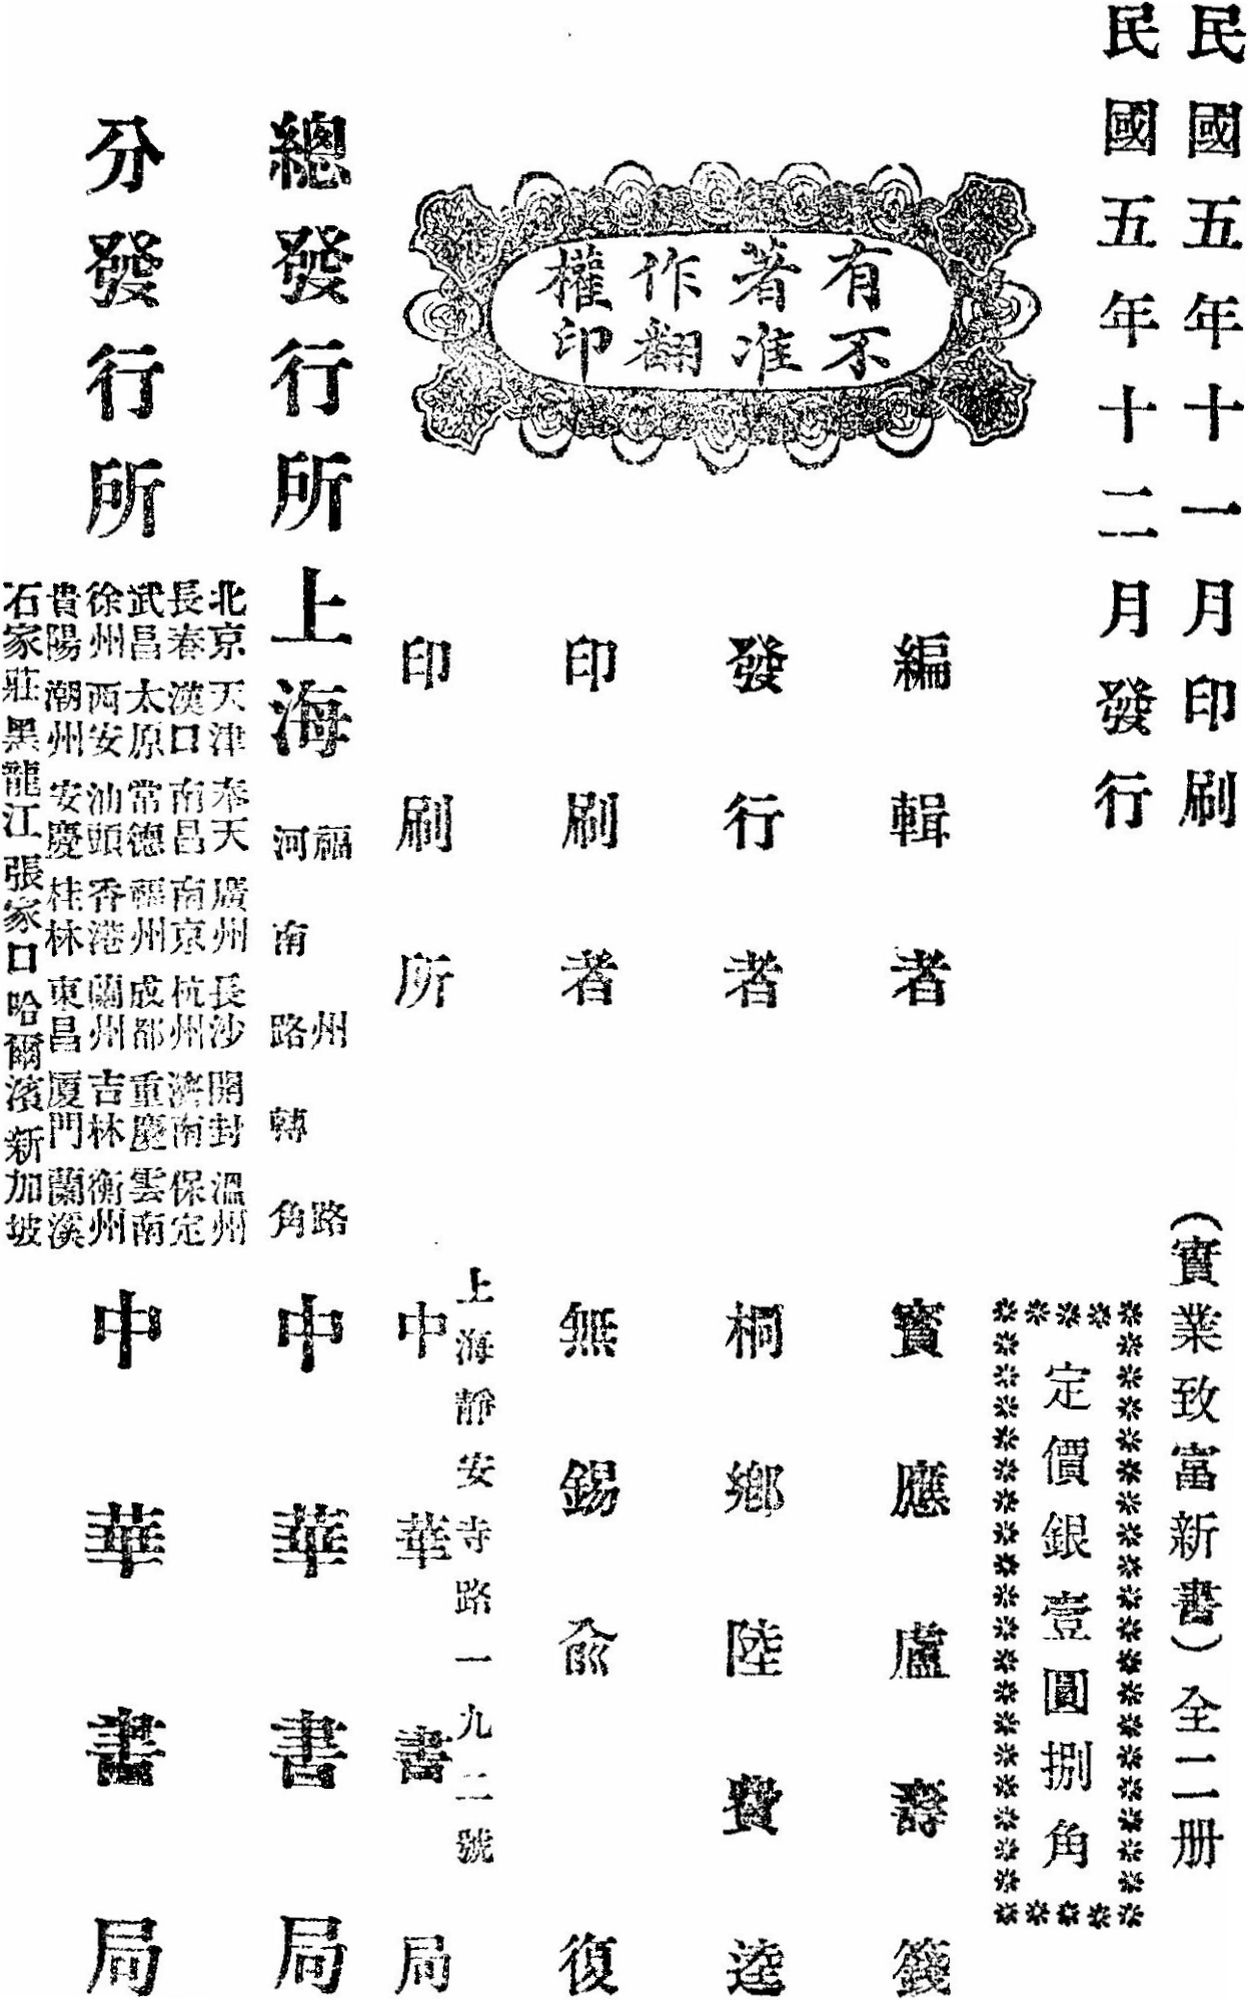 民國五年十一月印刷
民國五年十二月發行
(實業致富新書)全二册
定價銀壹圓捌角
有著作權
不准翻印
編輯者 寶應盧壽籛
發行者 桐鄉陸費逵
印刷者 無錫俞復
印刷所 上海靜安寺路一九二號 中華書局
總發行所 上海 福州路 河南路轉角 中華書局
分發行所
北京 天津 奉天 廣州 長沙 開封 溫州
長春 漢口 南昌 南京 杭州 濟南 保定
武昌 太原 常德 福州 成都 重慶 雲南
徐州 西安 汕頭 香港 蘭州 吉林 衡州
貴陽 潮州 安慶 桂林 東昌 厦門 蘭溪
石家莊 黑龍江 張家口 哈爾濱 新加坡
中華書局